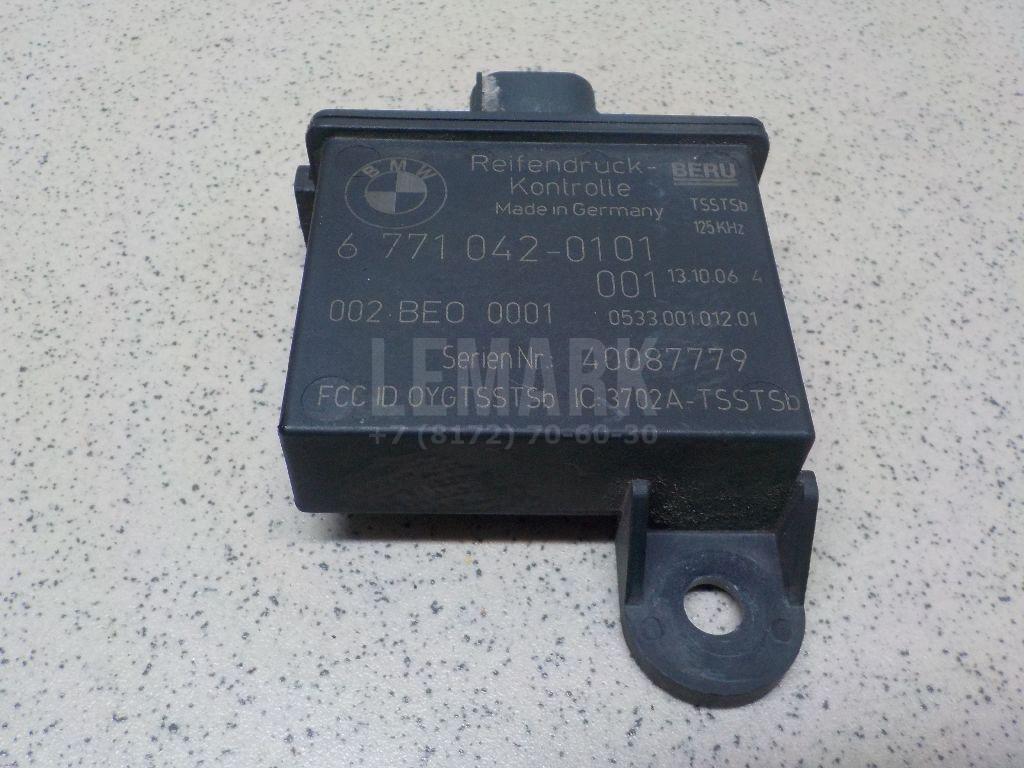 BMW
Reifendruck-
Kontrolle
Made in Germany
BERU
TSSTSb
125KHz
6 771 042-0101
001 13.10.06 4
002 BE0 0001 0533.001.012.01
Serien Nr.: 40087779
FCC ID OYGTSSTSb IC:3702A-TSSTSb
LEMARK
+7 (8172) 70-60-30